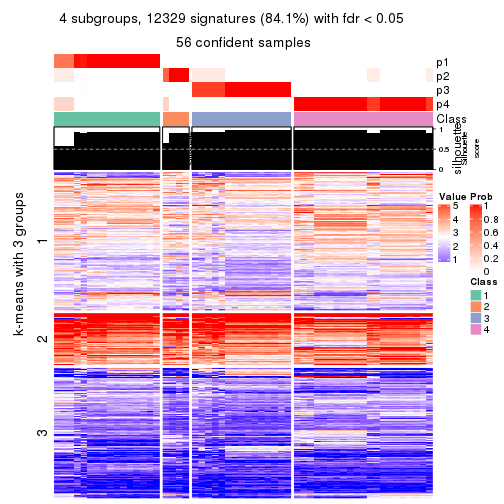 4 subgroups, 12329 signatures (84.1%) with fdr < 0.05
56 confident samples
p1
p2
p3
p4
Class
1
0.5
0
silhouette
Silhouette
score
k-means with 3 groups
1
2
3
Value
5
4
3
2
1
Prob
1
0.8
0.6
0.4
0.2
0
Class
1
2
3
4